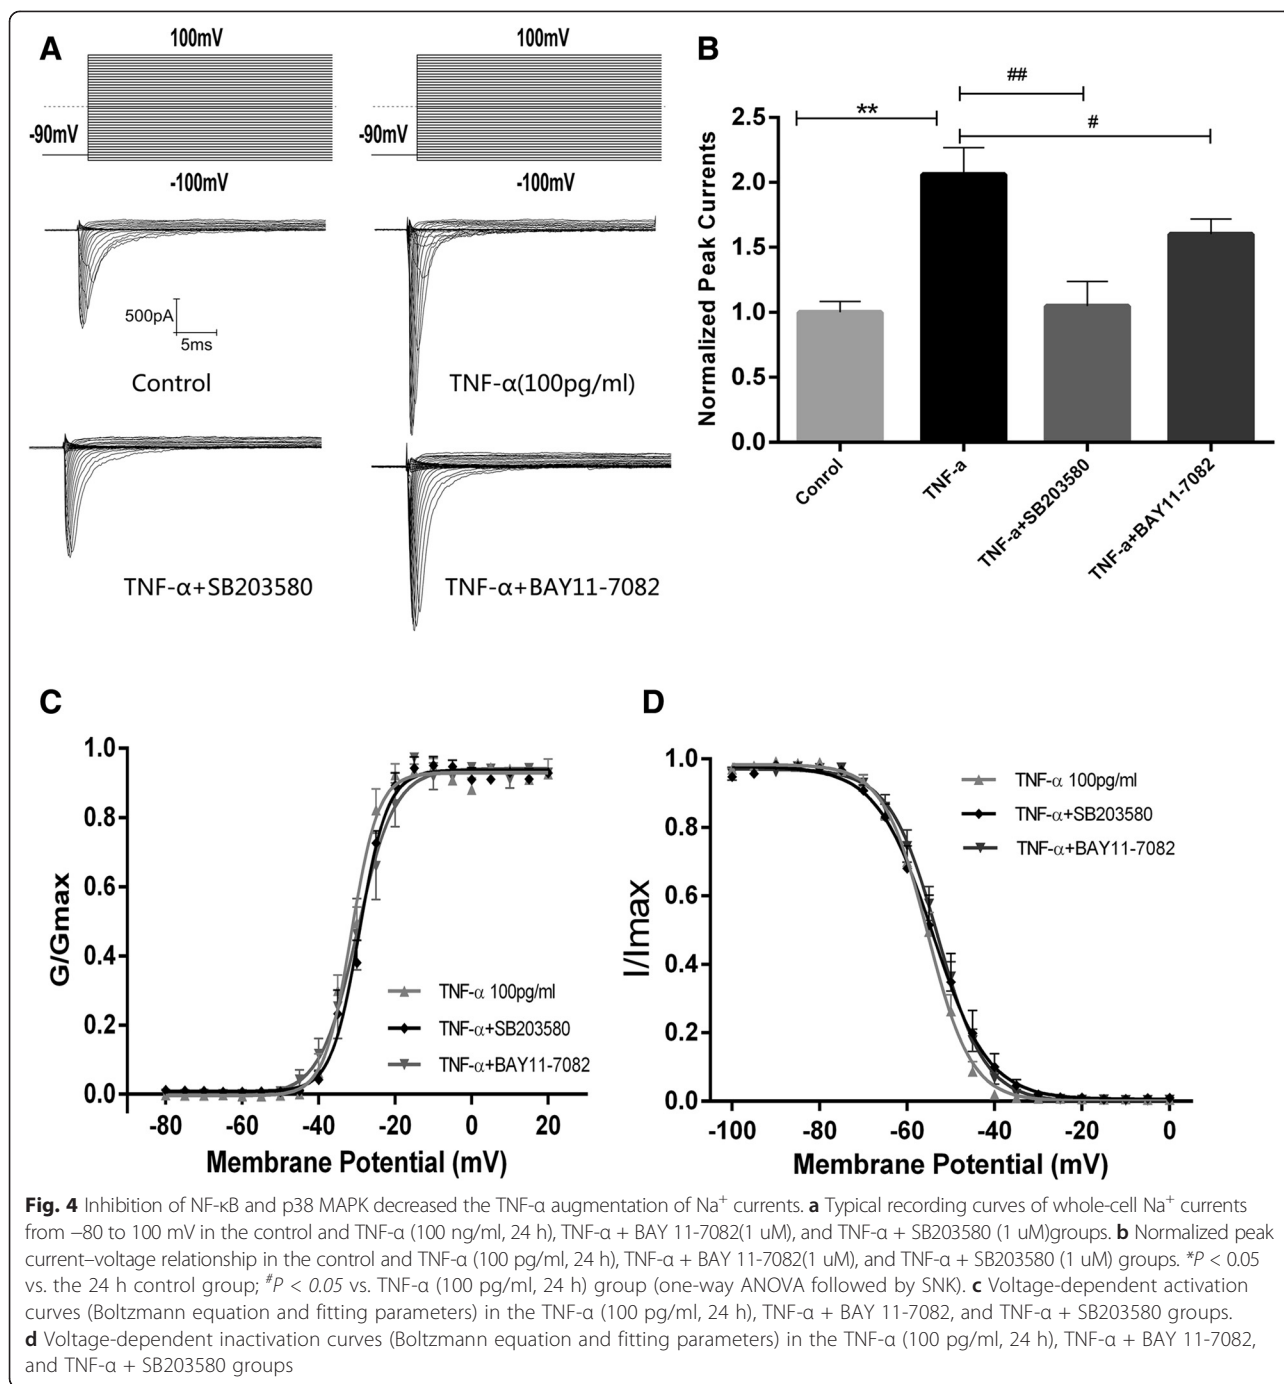 A
100mV
100mV
-90mV
-90mV
-100mV
-100mV
500pA
5ms
Control
TNF-α(100pg/ml)
TNF-α+SB203580
TNF-α+BAY11-7082
B
##
**
#
Normalized Peak Currents
2.5
2.0
1.5
1.0
0.5
0.0
Conrol
TNF-a
TNF-a+SB203580
TNF-a+BAY11-7082
C
G/Gmax
1.0
0.8
0.6
0.4
0.2
0.0
TNF-α 100pg/ml
TNF-α+SB203580
TNF-α+BAY11-7082
-80
-60
-40
-20
0
20
Membrane Potential (mV)
D
I/Imax
1.0
0.8
0.6
0.4
0.2
0.0
TNF-α 100pg/ml
TNF-α+SB203580
TNF-α+BAY11-7082
-100
-80
-60
-40
-20
0
Membrane Potential (mV)
Fig. 4 Inhibition of NF-κB and p38 MAPK decreased the TNF-α augmentation of Na⁺ currents. a Typical recording curves of whole-cell Na⁺ currents
from −80 to 100 mV in the control and TNF-α (100 ng/ml, 24 h), TNF-α + BAY 11-7082(1 uM), and TNF-α + SB203580 (1 uM)groups. b Normalized peak
current–voltage relationship in the control and TNF-α (100 pg/ml, 24 h), TNF-α + BAY 11-7082(1 uM), and TNF-α + SB203580 (1 uM) groups. *P < 0.05
vs. the 24 h control group; #P < 0.05 vs. TNF-α (100 pg/ml, 24 h) group (one-way ANOVA followed by SNK). c Voltage-dependent activation
curves (Boltzmann equation and fitting parameters) in the TNF-α (100 pg/ml, 24 h), TNF-α + BAY 11-7082, and TNF-α + SB203580 groups.
d Voltage-dependent inactivation curves (Boltzmann equation and fitting parameters) in the TNF-α (100 pg/ml, 24 h), TNF-α + BAY 11-7082,
and TNF-α + SB203580 groups